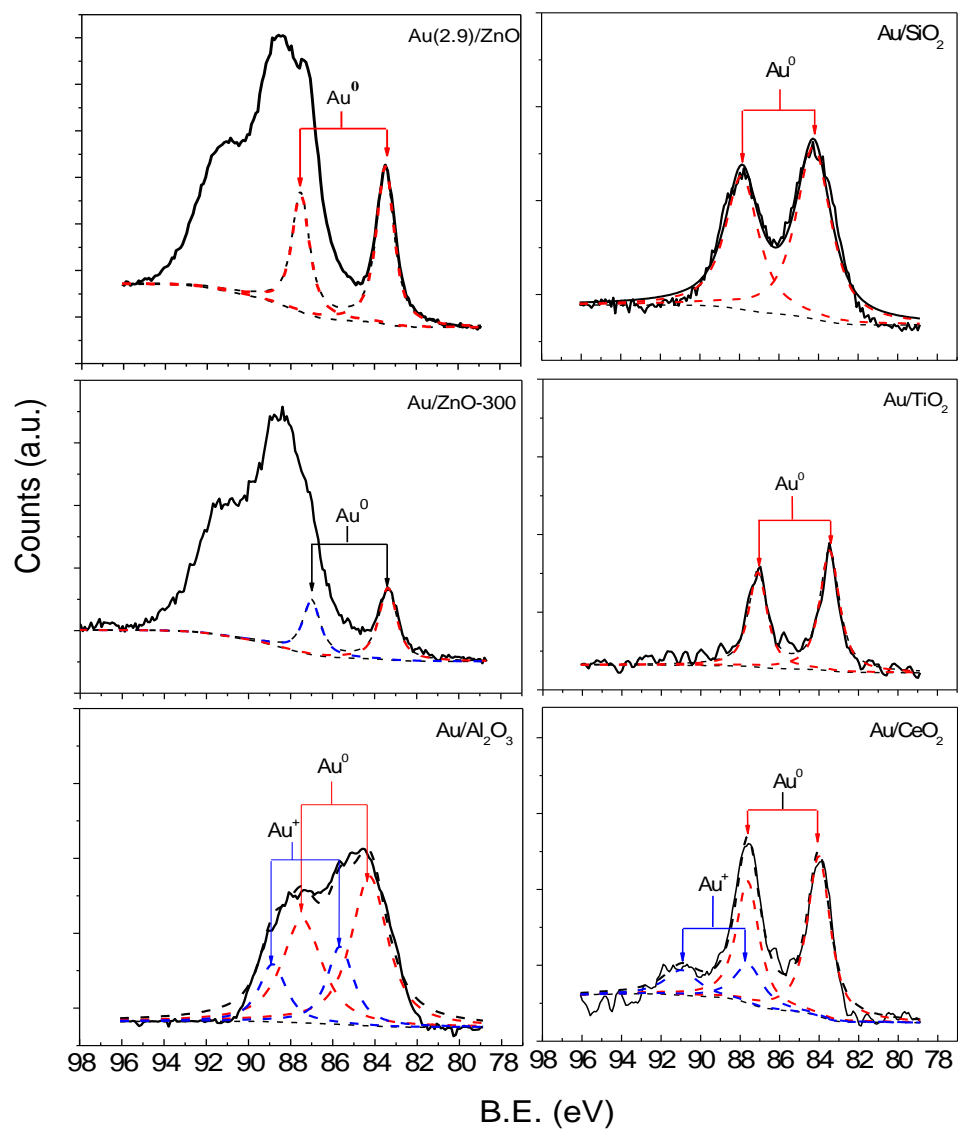 Au(2.9)/ZnO
Au⁰
Au/SiO₂
Au⁰
Au/ZnO-300
Au⁰
Au/TiO₂
Au⁰
Counts (a.u.)
Au/Al₂O₃
Au⁰
Au⁺
Au/CeO₂
Au⁰
Au⁺
98 96 94 92 90 88 86 84 82 80 78
98 96 94 92 90 88 86 84 82 80 78
B.E. (eV)